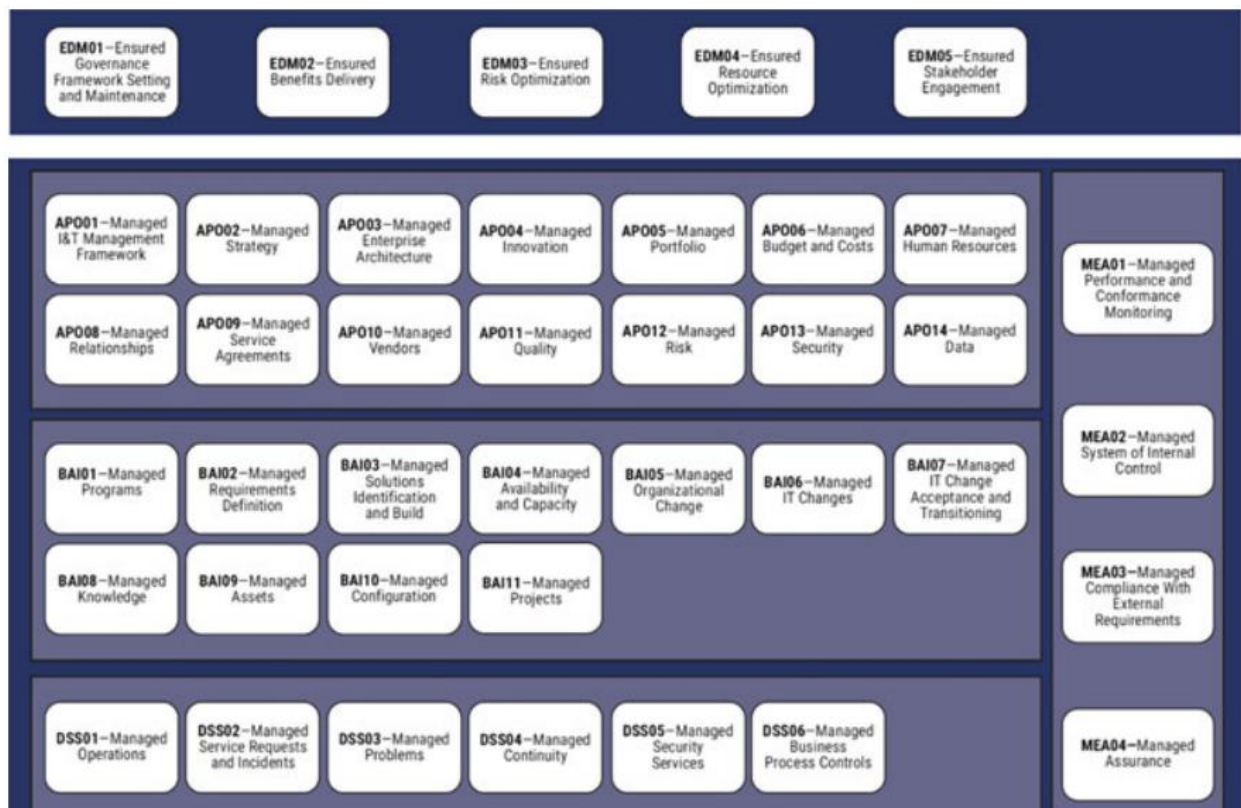 EDM01—Ensured
Governance
Framework Setting
and Maintenance
EDM02—Ensured
Benefits Delivery
EDM03—Ensured
Risk Optimization
EDM04—Ensured
Resource
Optimization
EDM05—Ensured
Stakeholder
Engagement
APO01—Managed
I&T Management
Framework
APO02—Managed
Strategy
APO03—Managed
Enterprise
Architecture
APO04—Managed
Innovation
APO05—Managed
Portfolio
APO06—Managed
Budget and Costs
APO07—Managed
Human Resources
APO08—Managed
Relationships
APO09—Managed
Service
Agreements
APO10—Managed
Vendors
APO11—Managed
Quality
APO12—Managed
Risk
APO13—Managed
Security
APO14—Managed
Data
BAI01—Managed
Programs
BAI02—Managed
Requirements
Definition
BAI03—Managed
Solutions
Identification
and Build
BAI04—Managed
Availability
and Capacity
BAI05—Managed
Organizational
Change
BAI06—Managed
IT Changes
BAI07—Managed
IT Change
Acceptance and
Transitioning
BAI08—Managed
Knowledge
BAI09—Managed
Assets
BAI10—Managed
Configuration
BAI11—Managed
Projects
DSS01—Managed
Operations
DSS02—Managed
Service Requests
and Incidents
DSS03—Managed
Problems
DSS04—Managed
Continuity
DSS05—Managed
Security
Services
DSS06—Managed
Business
Process Controls
MEA01—Managed
Performance and
Conformance
Monitoring
MEA02—Managed
System of Internal
Control
MEA03—Managed
Compliance With
External
Requirements
MEA04—Managed
Assurance